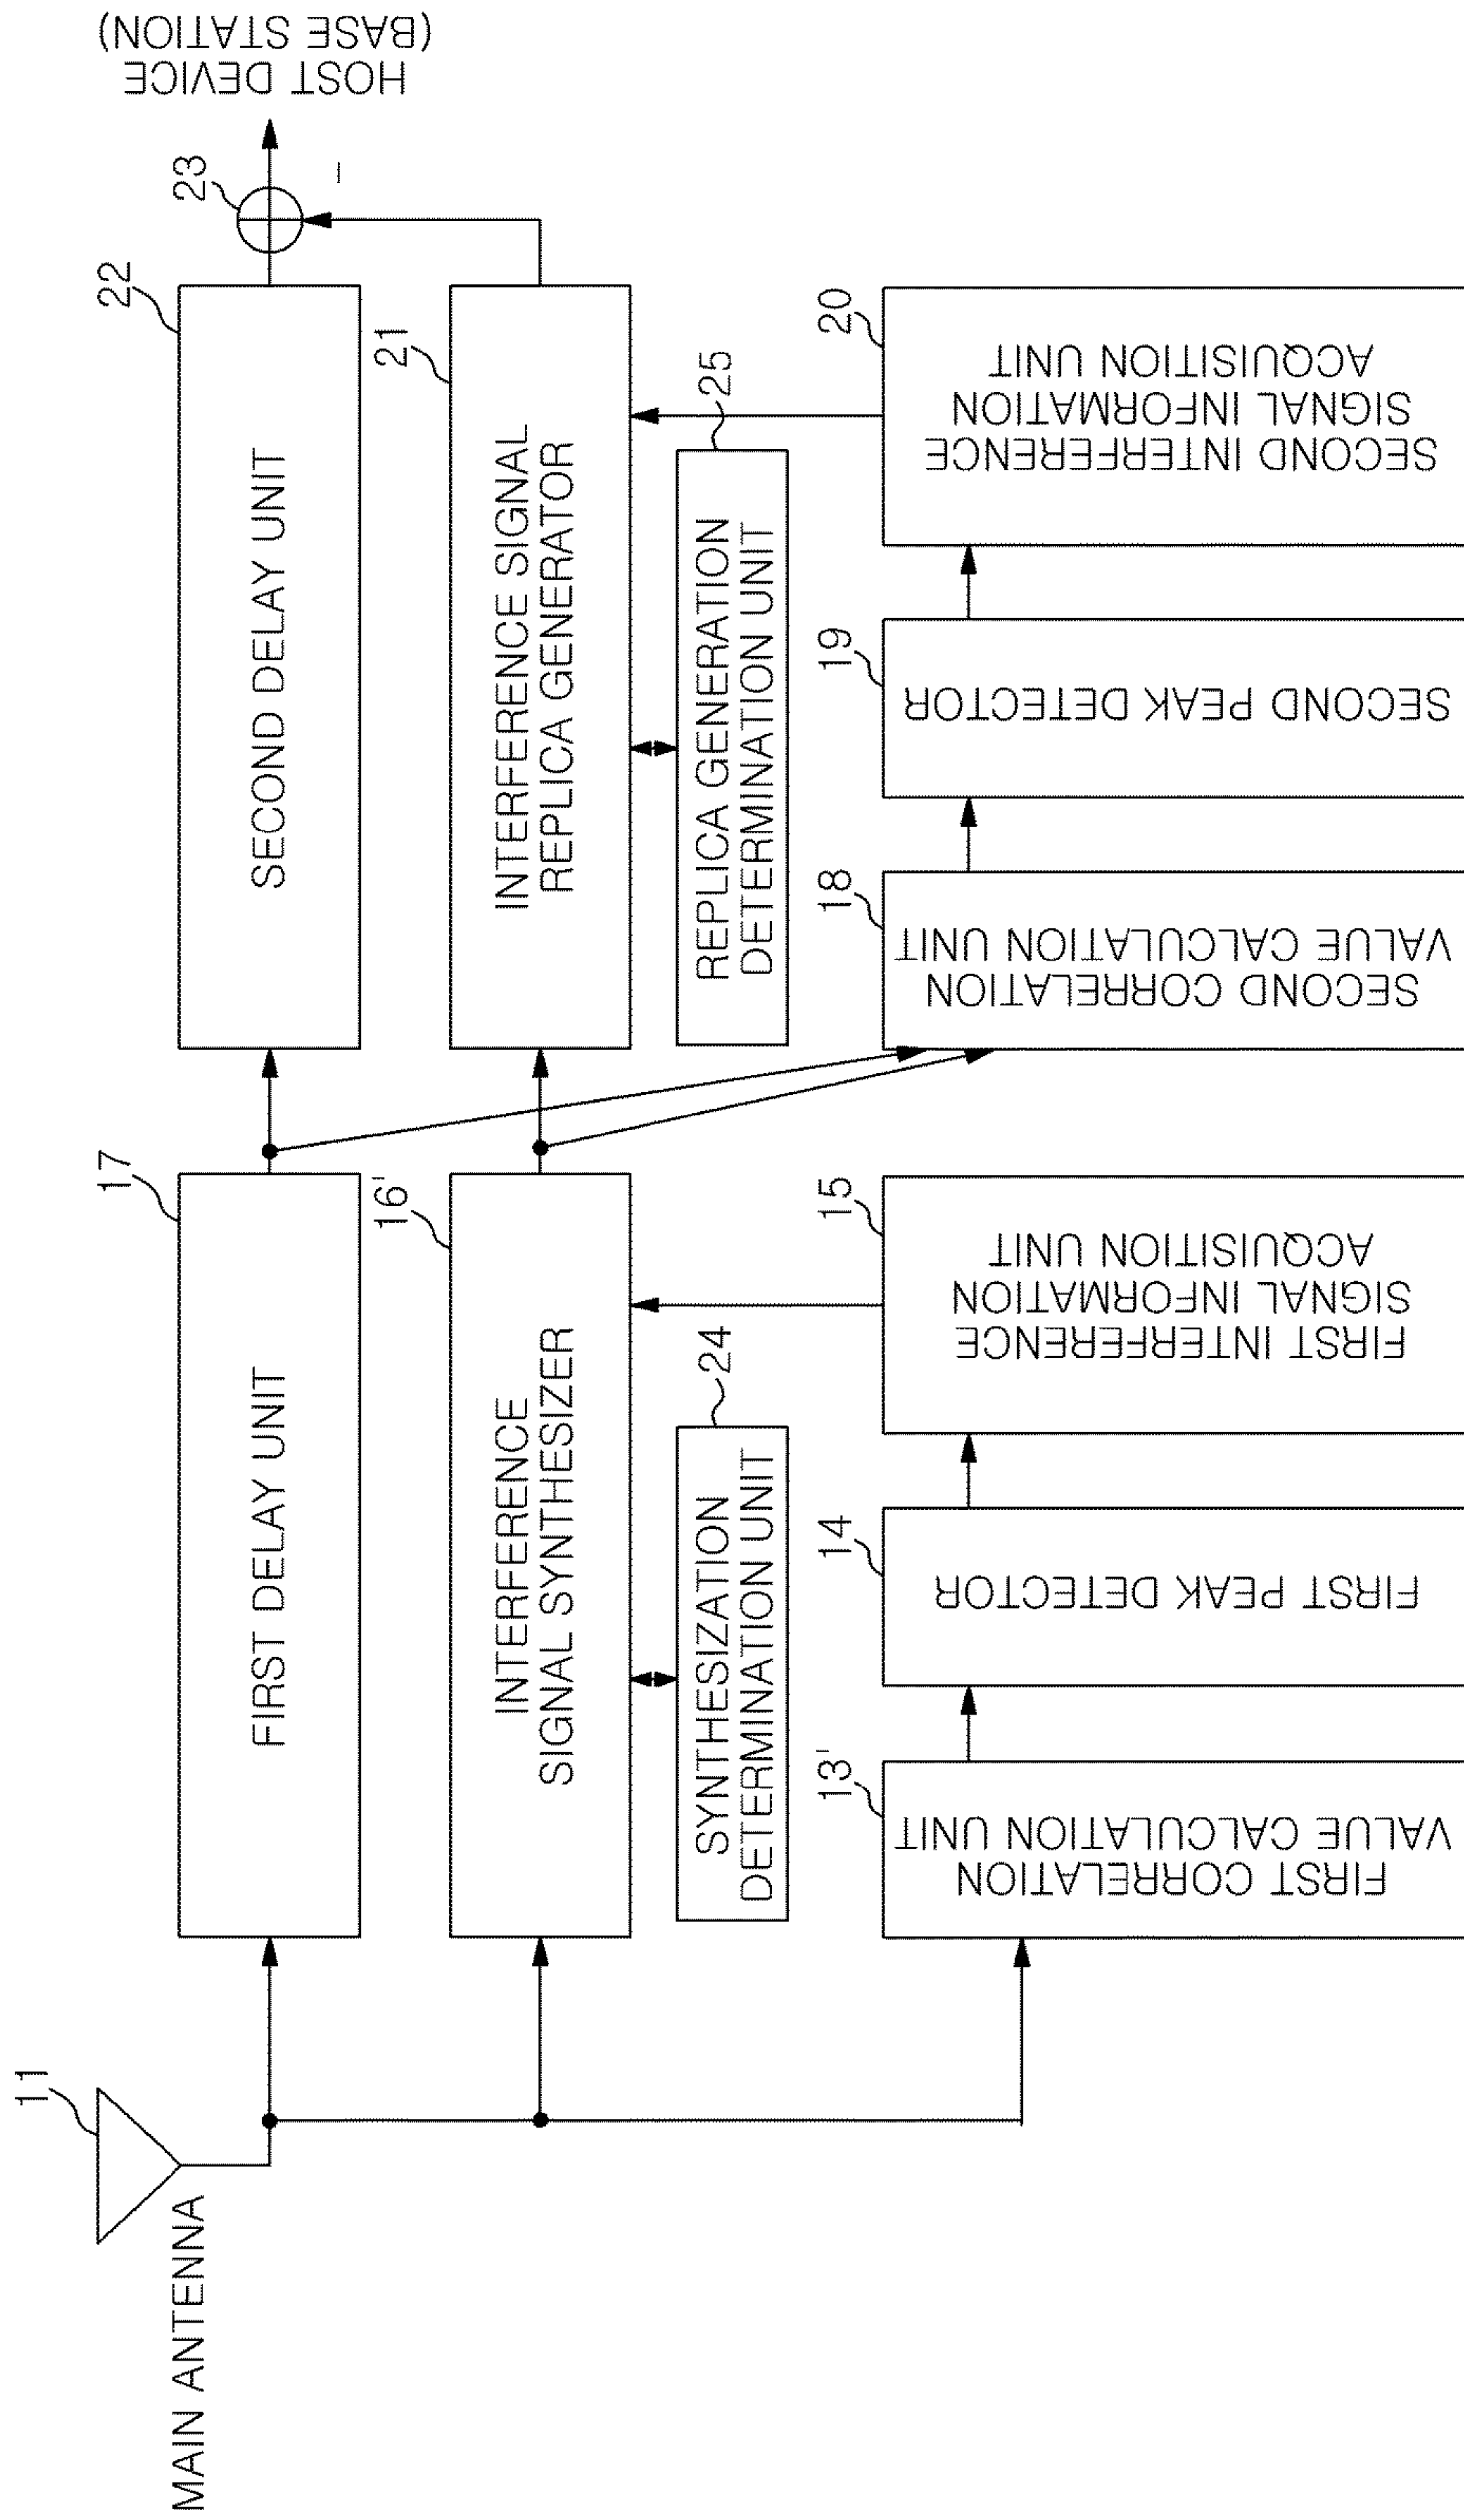 11
MAIN ANTENNA
17
FIRST DELAY UNIT
22
SECOND DELAY UNIT
23
−
HOST DEVICE
(BASE STATION)
16'
INTERFERENCE
SIGNAL SYNTHESIZER
21
INTERFERENCE SIGNAL
REPLICA GENERATOR
24
SYNTHESIZATION
DETERMINATION UNIT
25
REPLICA GENERATION
DETERMINATION UNIT
13'
FIRST CORRELATION
VALUE CALCULATION UNIT
14
FIRST PEAK DETECTOR
15
FIRST INTERFERENCE
SIGNAL INFORMATION
ACQUISITION UNIT
18
SECOND CORRELATION
VALUE CALCULATION UNIT
19
SECOND PEAK DETECTOR
20
SECOND INTERFERENCE
SIGNAL INFORMATION
ACQUISITION UNIT